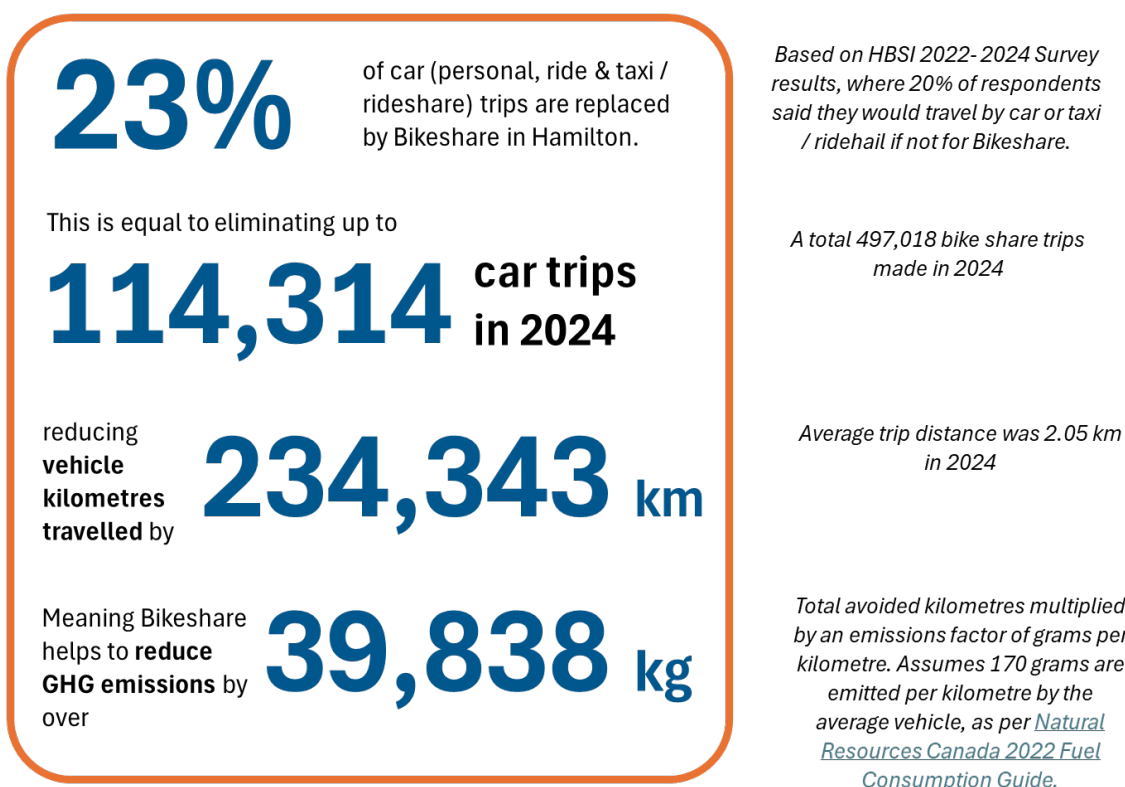 23%
of car (personal, ride & taxi /
rideshare) trips are replaced
by Bikeshare in Hamilton.
Based on HBSI 2022-2024 Survey
results, where 20% of respondents
said they would travel by car or taxi
/ ridehail if not for Bikeshare.
This is equal to eliminating up to
114,314
car trips
in 2024
A total 497,018 bike share trips
made in 2024
reducing
vehicle
kilometres
travelled by
234,343 km
Average trip distance was 2.05 km
in 2024
Meaning Bikeshare
helps to reduce
GHG emissions by
over
39,838 kg
Total avoided kilometres multiplied
by an emissions factor of grams per
kilometre. Assumes 170 grams are
emitted per kilometre by the
average vehicle, as per Natural
Resources Canada 2022 Fuel
Consumption Guide.